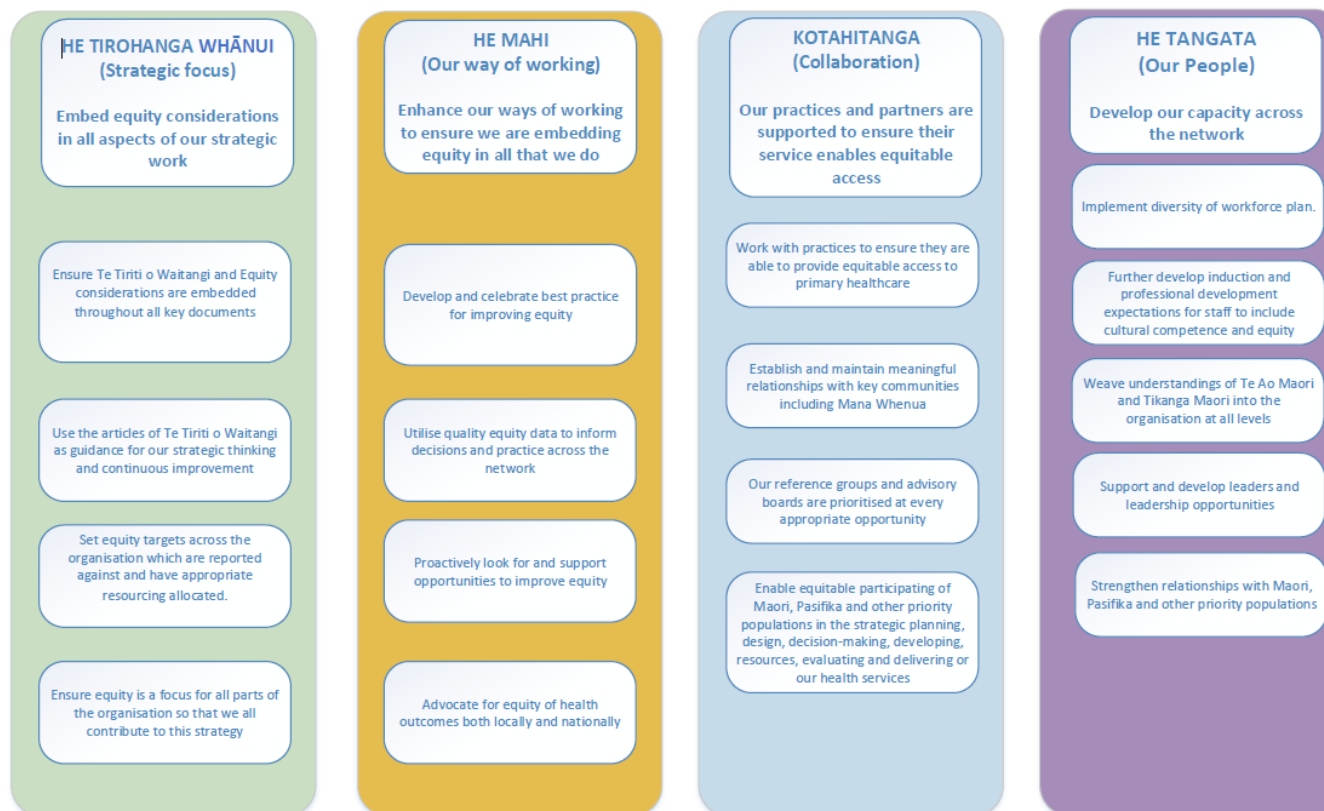 HE TIROHANGA WHĀNUI
(Strategic focus)
Embed equity considerations
in all aspects of our strategic
work
Ensure Te Tiriti o Waitangi and Equity
considerations are embedded
throughout all key documents
Use the articles of Te Tiriti o Waitangi
as guidance for our strategic thinking
and continuous improvement
Set equity targets across the
organisation which are reported
against and have appropriate
resourcing allocated.
Ensure equity is a focus for all parts of
the organisation so that we all
contribute to this strategy
HE MAHI
(Our way of working)
Enhance our ways of working
to ensure we are embedding
equity in all that we do
Develop and celebrate best practice
for improving equity
Utilise quality equity data to inform
decisions and practice across the
network
Proactively look for and support
opportunities to improve equity
Advocate for equity of health
outcomes both locally and nationally
KOTAHITANGA
(Collaboration)
Our practices and partners are
supported to ensure their
service enables equitable
access
Work with practices to ensure they are
able to provide equitable access to
primary healthcare
Establish and maintain meaningful
relationships with key communities
including Mana Whenua
Our reference groups and advisory
boards are prioritised at every
appropriate opportunity
Enable equitable participating of
Maori, Pasifika and other priority
populations in the strategic planning,
design, decision-making, developing,
resources, evaluating and delivering or
our health services
HE TANGATA
(Our People)
Develop our capacity across
the network
Implement diversity of workforce plan.
Further develop induction and
professional development
expectations for staff to include
cultural competence and equity
Weave understandings of Te Ao Maori
and Tikanga Maori into the
organisation at all levels
Support and develop leaders and
leadership opportunities
Strengthen relationships with Maori,
Pasifika and other priority populations